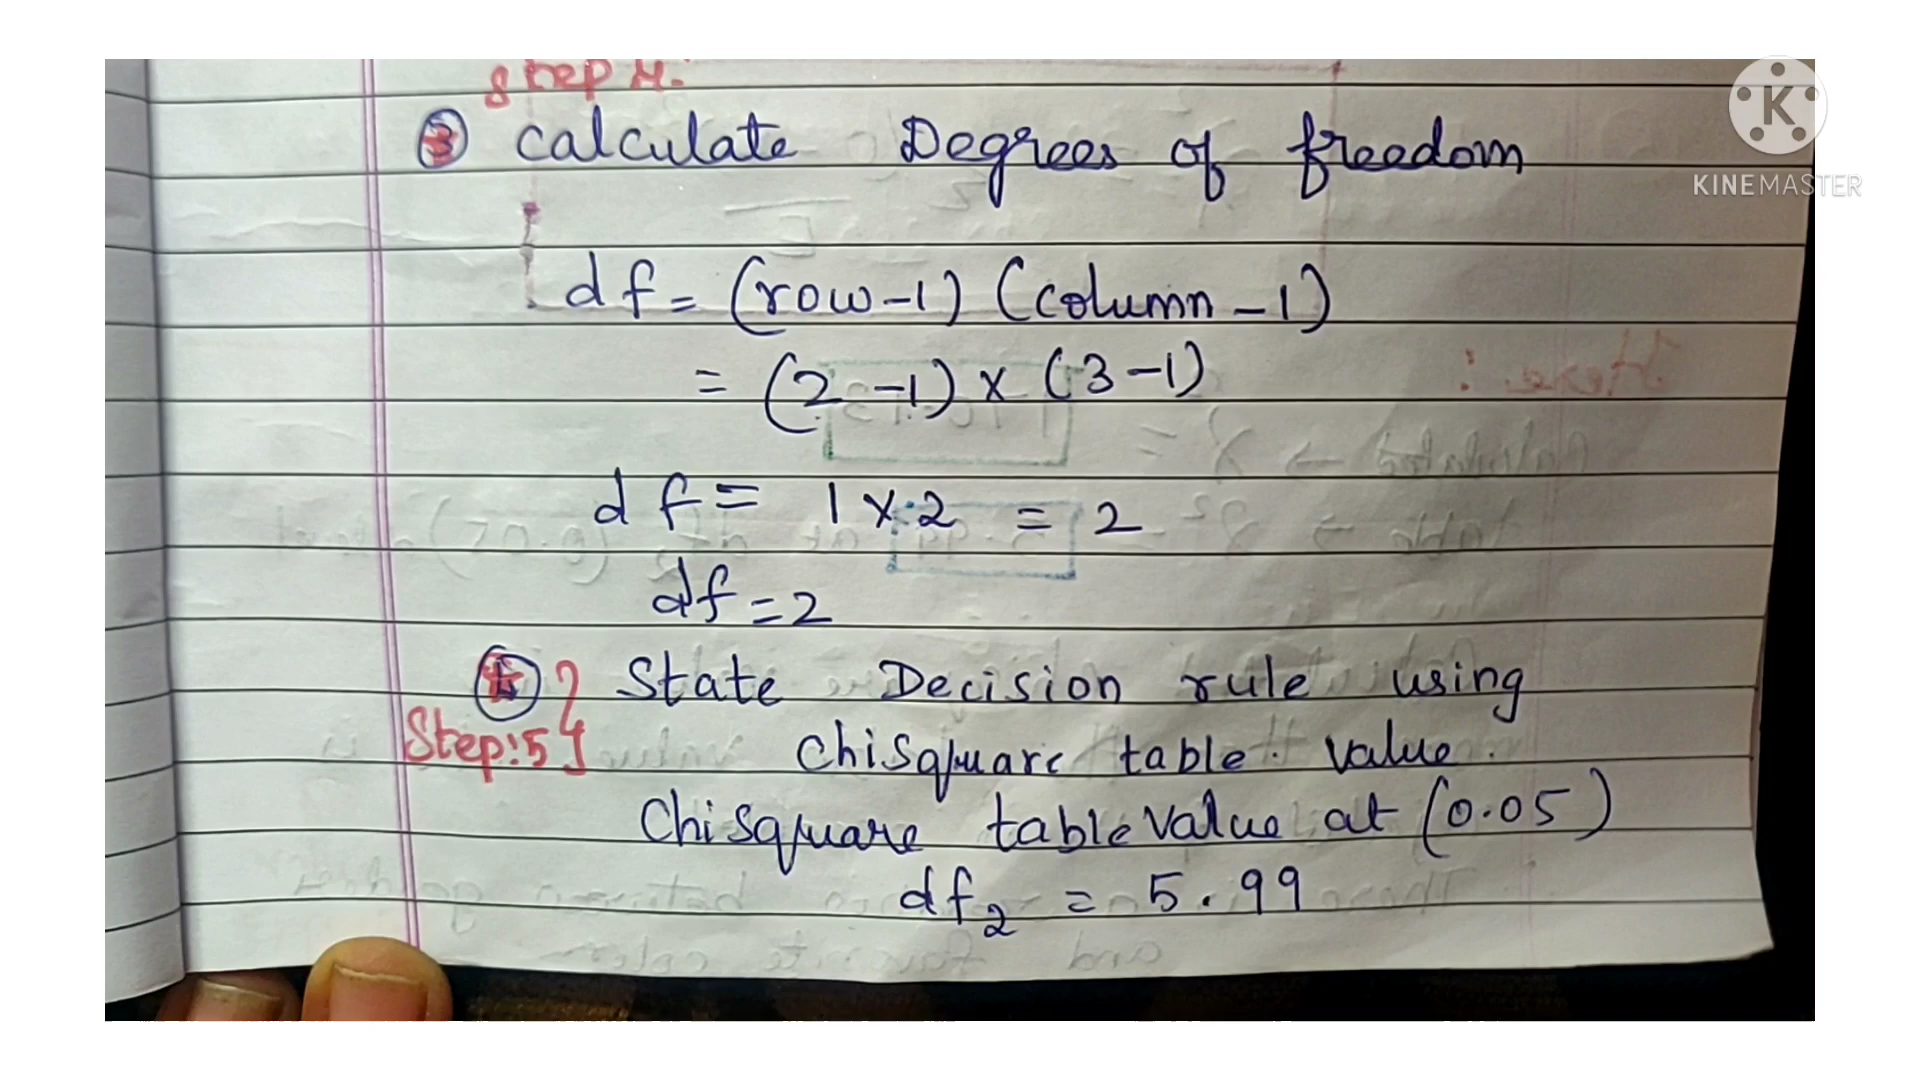 Step 4:
③ Calculate Degrees of freedom
df = (row-1) (column-1)
= (2-1) x (3-1)
df = 1 x 2 = 2
df = 2
State Decision rule using
Step:5
Chisquare table value.
Chisquare table value at (0.05)
df2 = 5.99
K
KINEMASTER